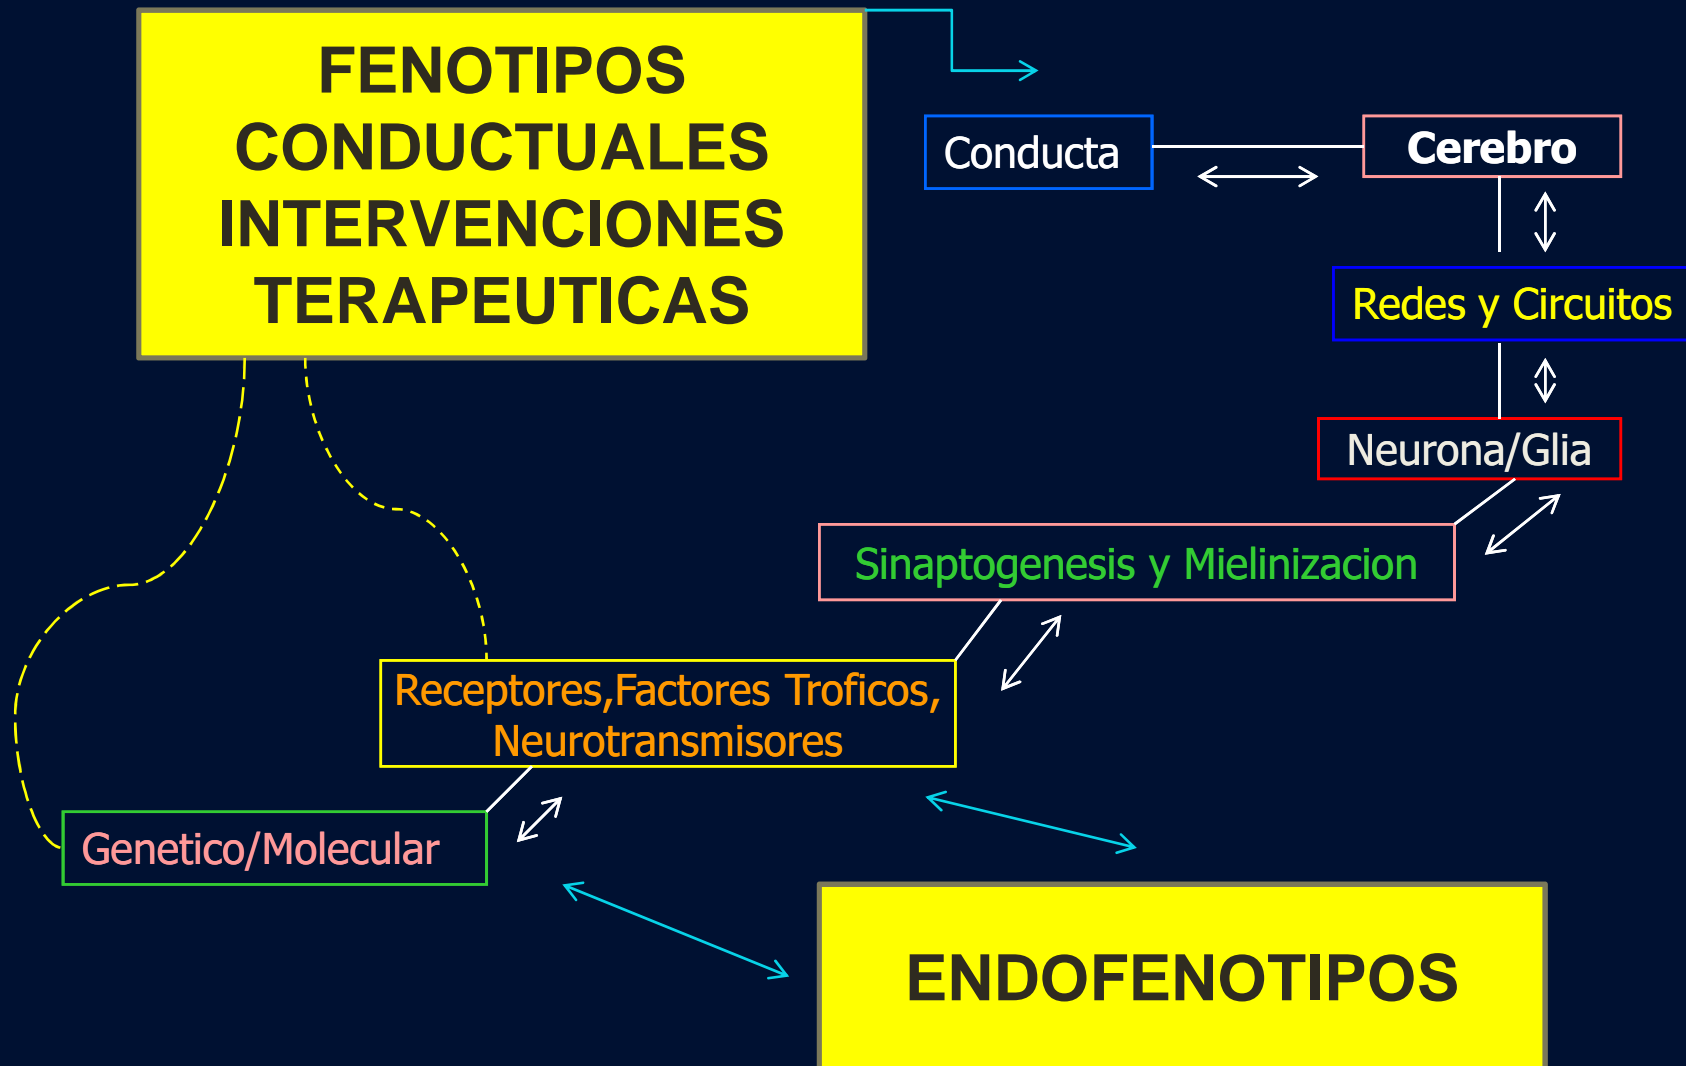 FENOTIPOS
CONDUCTUALES
INTERVENCIONES
TERAPEUTICAS
Conducta
Cerebro
Redes y Circuitos
Neurona/Glia
Sinaptogenesis y Mielinizacion
Receptores,Factores Troficos,
Neurotransmisores
Genetico/Molecular
ENDOFENOTIPOS